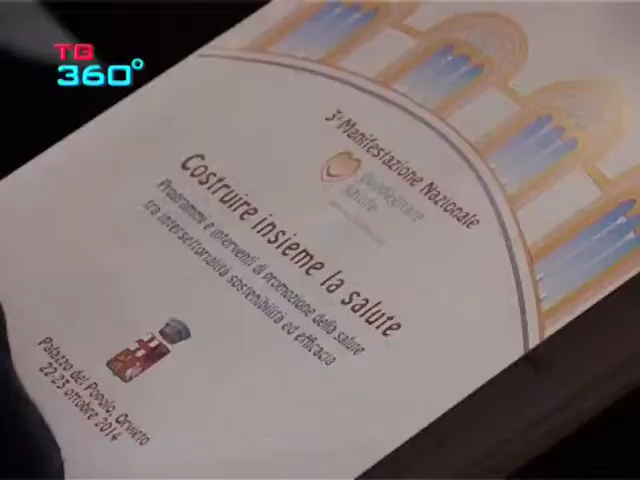 TG
360°
3ª Manifestazione Nazionale
Guadagnare
salute
Costruire insieme la salute
Programmi e interventi di promozione della salute
tra intersettorialità sostenibilità ed efficacia
Palazzo del Popolo, Orvieto
22-23 ottobre 2014